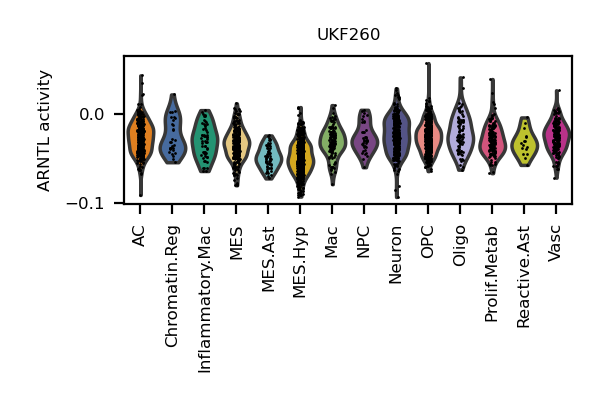 UKF260
ARNTL activity
0.0
−0.1
AC
Chromatin.Reg
Inflammatory.Mac
MES
MES.Ast
MES.Hyp
Mac
NPC
Neuron
OPC
Oligo
Prolif.Metab
Reactive.Ast
Vasc